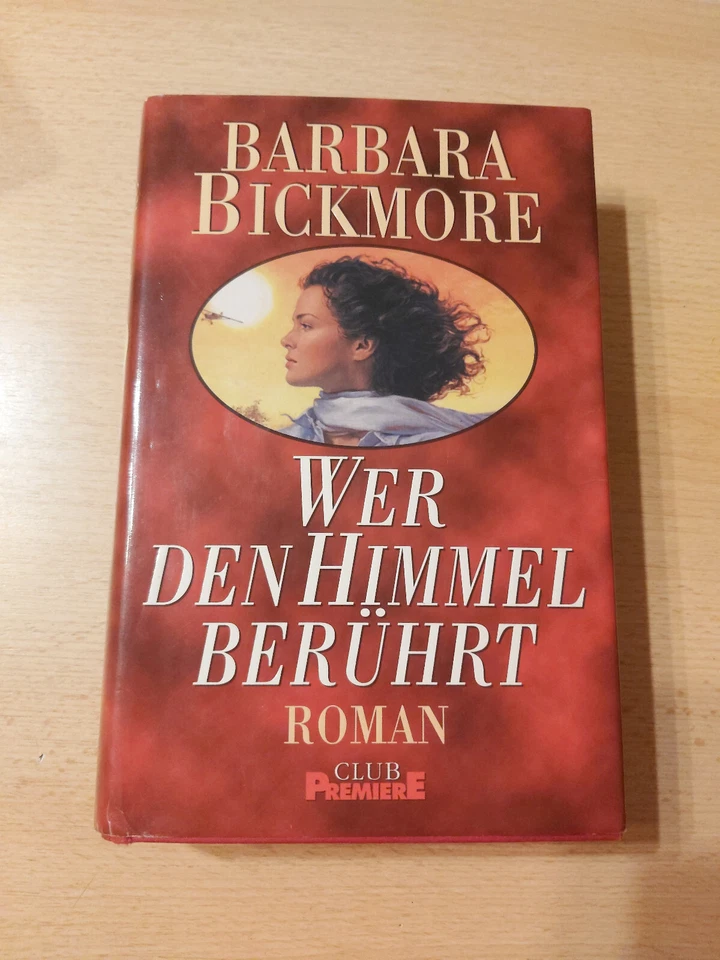 BARBARA
BICKMORE
WER
DEN HIMMEL
BERÜHRT
ROMAN
CLUB
PREMIERE